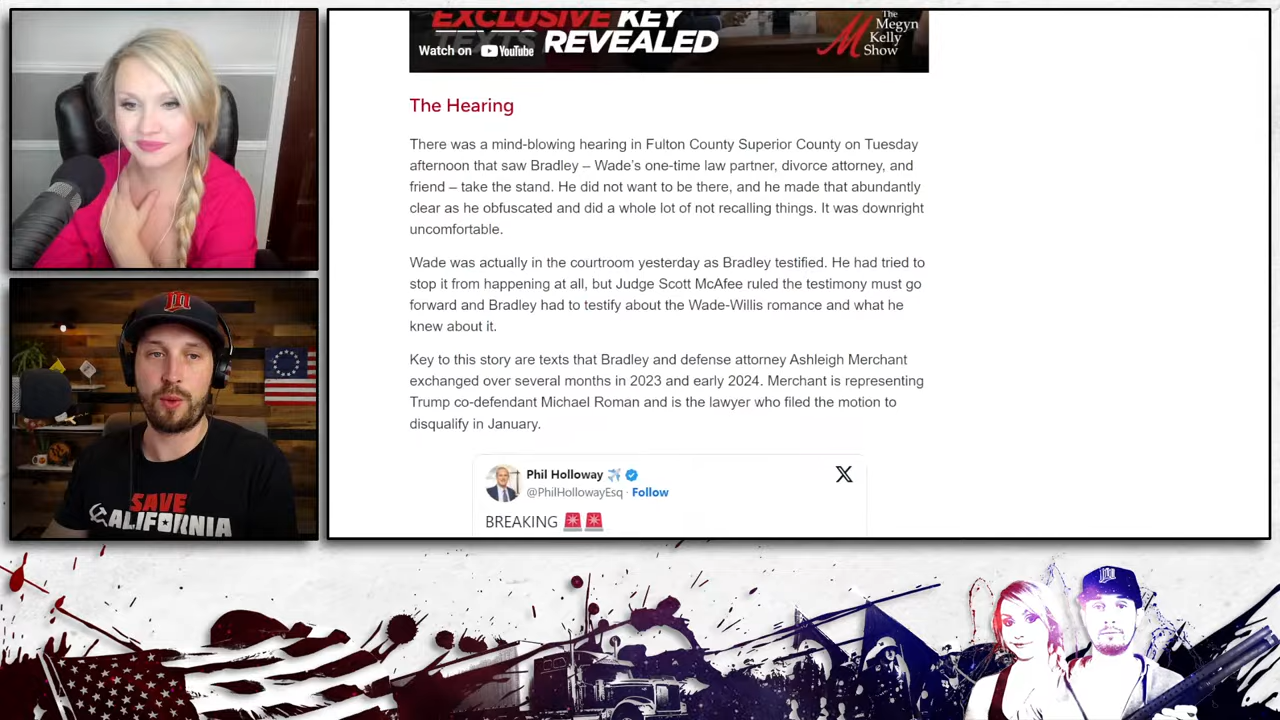 EXCLUSIVE KEY
TEXTS REVEALED
Watch on YouTube
The
Megyn
Kelly
Show
The Hearing
There was a mind-blowing hearing in Fulton County Superior County on Tuesday
afternoon that saw Bradley – Wade's one-time law partner, divorce attorney, and
friend – take the stand. He did not want to be there, and he made that abundantly
clear as he obfuscated and did a whole lot of not recalling things. It was downright
uncomfortable.
Wade was actually in the courtroom yesterday as Bradley testified. He had tried to
stop it from happening at all, but Judge Scott McAfee ruled the testimony must go
forward and Bradley had to testify about the Wade-Willis romance and what he
knew about it.
Key to this story are texts that Bradley and defense attorney Ashleigh Merchant
exchanged over several months in 2023 and early 2024. Merchant is representing
Trump co-defendant Michael Roman and is the lawyer who filed the motion to
disqualify in January.
Phil Holloway
@PhilHollowayEsq · Follow
X
BREAKING
SAVE
CALIFORNIA